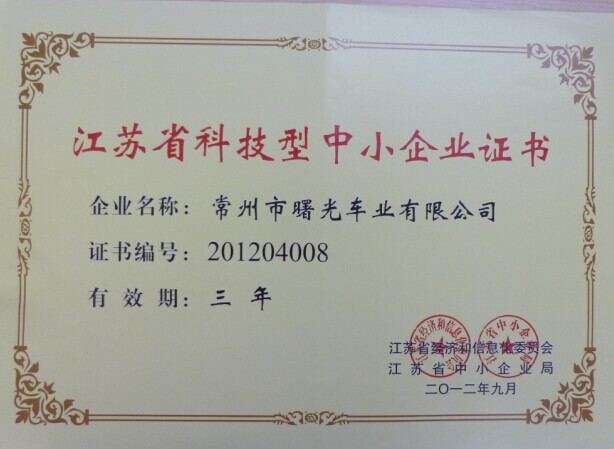 江苏省科技型中小企业证书
企业名称：常州市曙光车业有限公司
证书编号：201204008
有效期：三年
江苏省经济和信息化委员会
江苏省中小企业局
二〇一二年九月